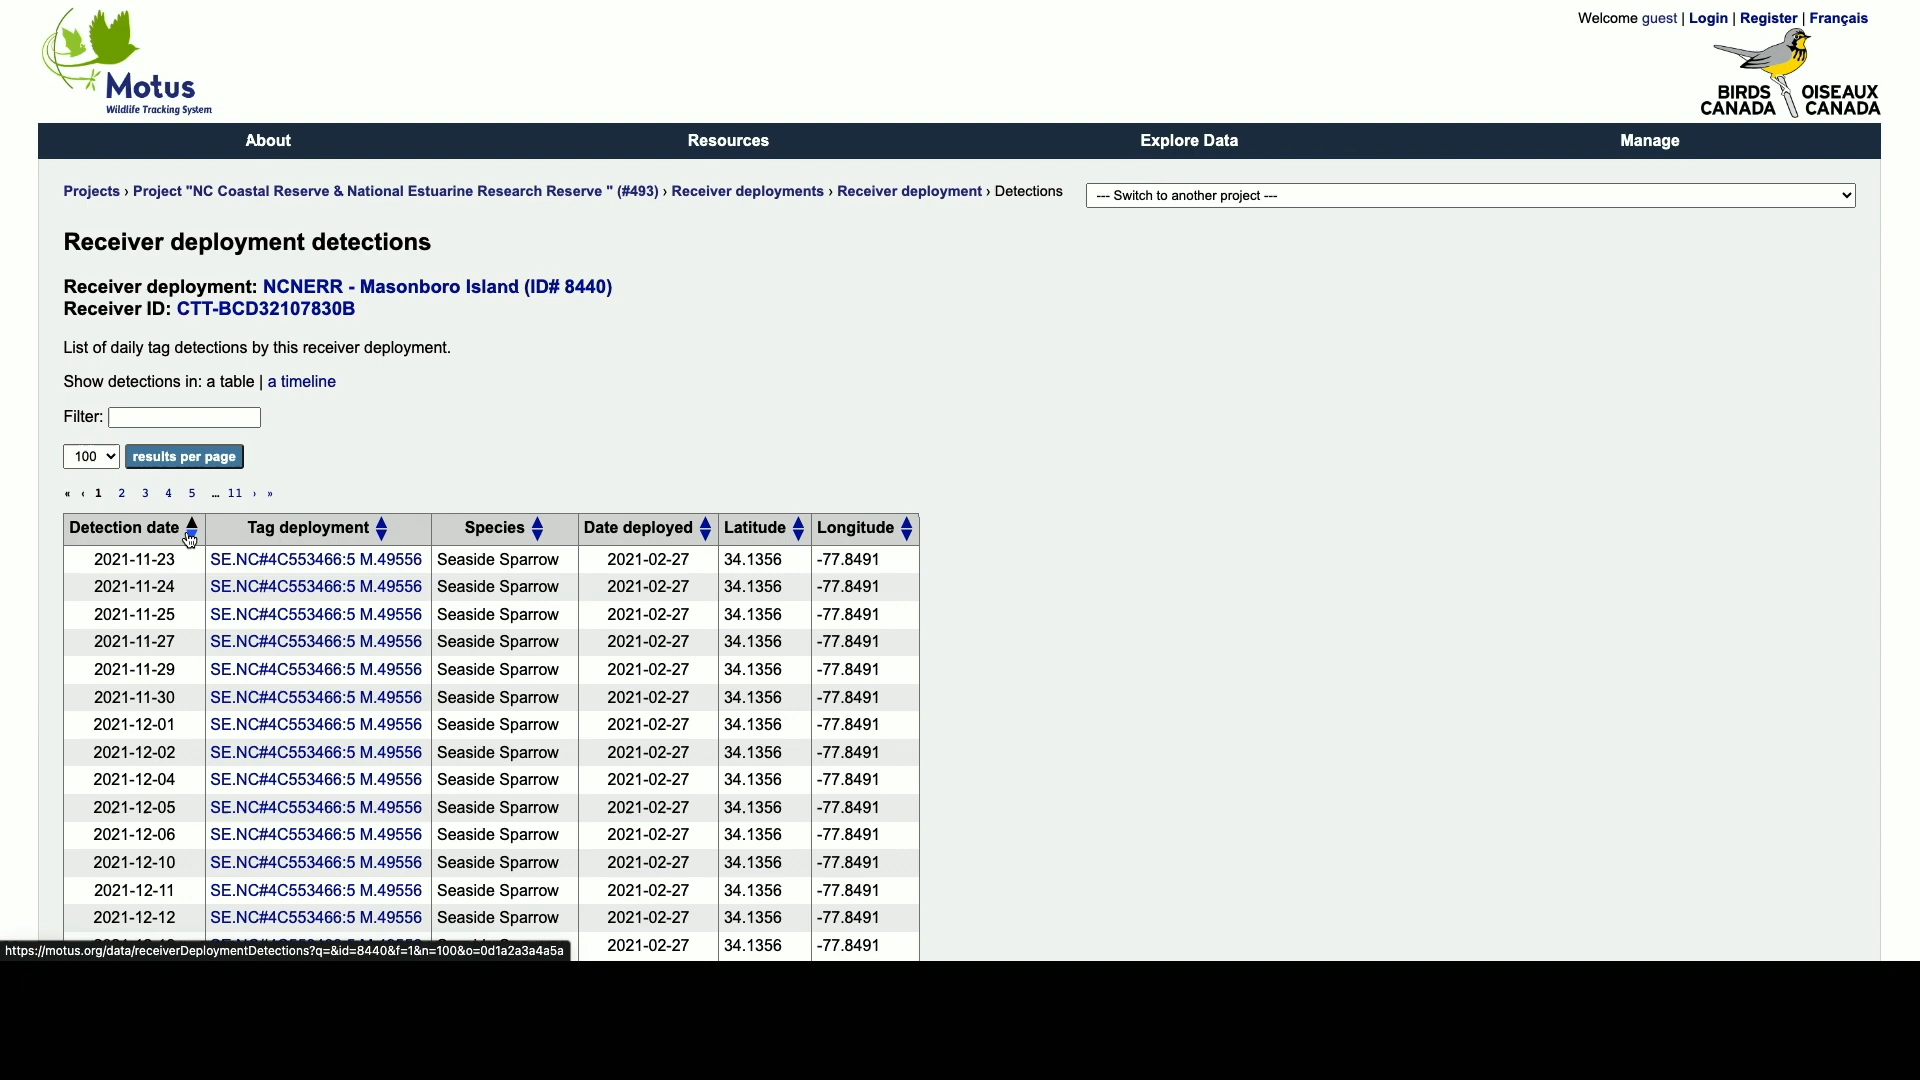 Welcome guest | Login | Register | Français
Motus
Wildlife Tracking System
BIRDS CANADA
OISEAUX CANADA
About Resources Explore Data Manage
Projects › Project "NC Coastal Reserve & National Estuarine Research Reserve " (#493) › Receiver deployments › Receiver deployment › Detections
--- Switch to another project ---
Receiver deployment detections
Receiver deployment: NCNERR - Masonboro Island (ID# 8440)
Receiver ID: CTT-BCD32107830B
List of daily tag detections by this receiver deployment.
Show detections in: a table | a timeline
Filter:
100 results per page
« ‹ 1 2 3 4 5 ... 11 › »
Detection date Tag deployment Species Date deployed Latitude Longitude
2021-11-23 SE.NC#4C553466:5 M.49556 Seaside Sparrow 2021-02-27 34.1356 -77.8491
2021-11-24 SE.NC#4C553466:5 M.49556 Seaside Sparrow 2021-02-27 34.1356 -77.8491
2021-11-25 SE.NC#4C553466:5 M.49556 Seaside Sparrow 2021-02-27 34.1356 -77.8491
2021-11-27 SE.NC#4C553466:5 M.49556 Seaside Sparrow 2021-02-27 34.1356 -77.8491
2021-11-29 SE.NC#4C553466:5 M.49556 Seaside Sparrow 2021-02-27 34.1356 -77.8491
2021-11-30 SE.NC#4C553466:5 M.49556 Seaside Sparrow 2021-02-27 34.1356 -77.8491
2021-12-01 SE.NC#4C553466:5 M.49556 Seaside Sparrow 2021-02-27 34.1356 -77.8491
2021-12-02 SE.NC#4C553466:5 M.49556 Seaside Sparrow 2021-02-27 34.1356 -77.8491
2021-12-04 SE.NC#4C553466:5 M.49556 Seaside Sparrow 2021-02-27 34.1356 -77.8491
2021-12-05 SE.NC#4C553466:5 M.49556 Seaside Sparrow 2021-02-27 34.1356 -77.8491
2021-12-06 SE.NC#4C553466:5 M.49556 Seaside Sparrow 2021-02-27 34.1356 -77.8491
2021-12-10 SE.NC#4C553466:5 M.49556 Seaside Sparrow 2021-02-27 34.1356 -77.8491
2021-12-11 SE.NC#4C553466:5 M.49556 Seaside Sparrow 2021-02-27 34.1356 -77.8491
2021-12-12 SE.NC#4C553466:5 M.49556 Seaside Sparrow 2021-02-27 34.1356 -77.8491
2021-02-27 34.1356 -77.8491
https://motus.org/data/receiverDeploymentDetections?q=&id=8440&f=1&n=100&o=0d1a2a3a4a5a